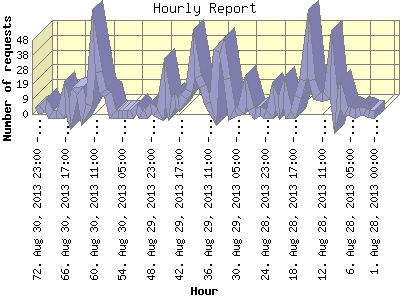 Hourly Report
Number of requests
48
38
29
19
9
0
72. Aug 30, 2013 23:00 -...
66. Aug 30, 2013 17:00 -...
60. Aug 30, 2013 11:00 -...
54. Aug 30, 2013 05:00 -...
48. Aug 29, 2013 23:00 -...
42. Aug 29, 2013 17:00 -...
36. Aug 29, 2013 11:00 -...
30. Aug 29, 2013 05:00 -...
24. Aug 28, 2013 23:00 -...
18. Aug 28, 2013 17:00 -...
12. Aug 28, 2013 11:00 -...
6. Aug 28, 2013 05:00 -...
1. Aug 28, 2013 00:00 -...
Hour